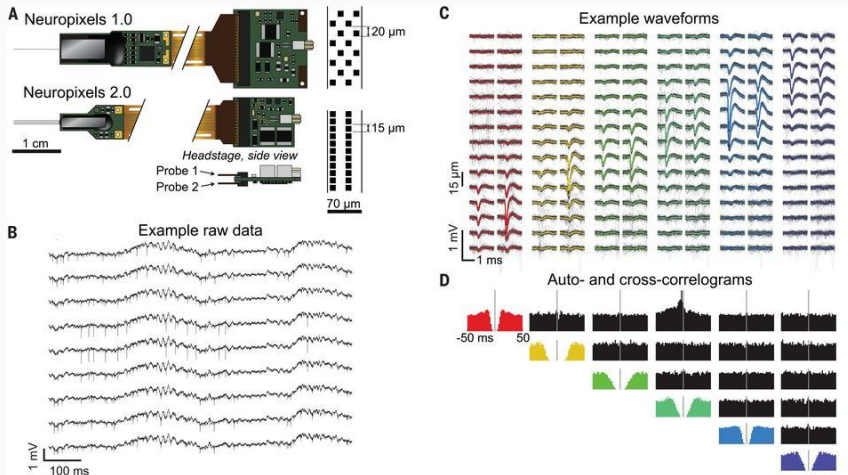 A
Neuropixels 1.0
20 µm
Neuropixels 2.0
15 µm
1 cm
Headstage, side view
Probe 1
Probe 2
70 µm
B
Example raw data
1 mV
100 ms
C
Example waveforms
15 µm
1 mV
1 ms
D
Auto- and cross-correlograms
-50 ms 50